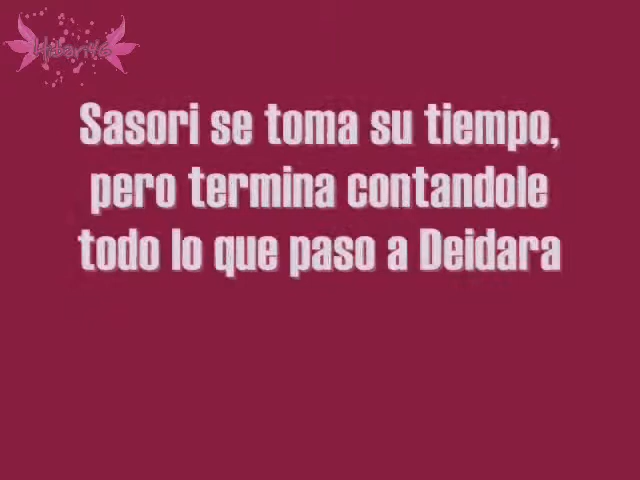 Sasori se toma su tiempo,
pero termina contandole
todo lo que paso a Deidara